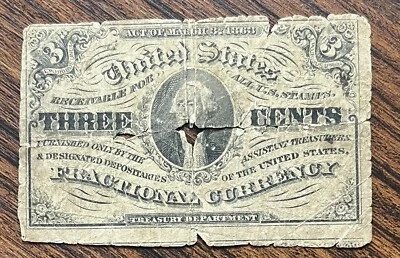 ACT OF MARCH 3, 1863
3 3
United States
RECEIVABLE FOR ALL U.S. STAMPS.
THREE CENTS
FURNISHED ONLY BY THE ASSISTANT TREASURERS
& DESIGNATED DEPOSITARIES OF THE UNITED STATES.
FRACTIONAL CURRENCY
TREASURY DEPARTMENT